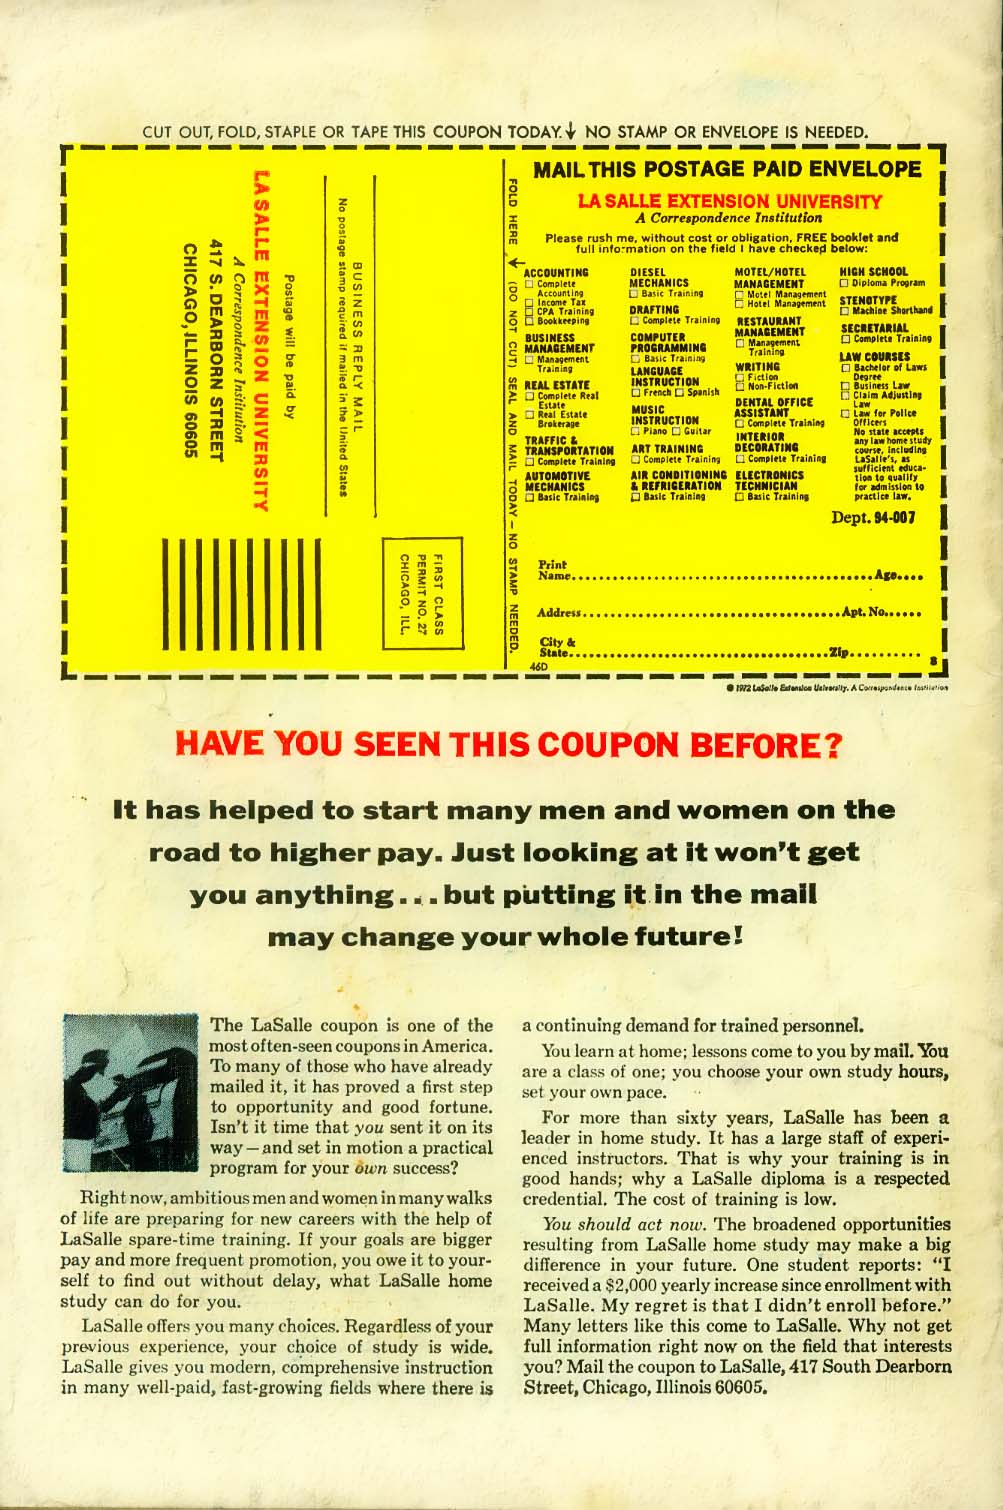 CUT OUT, FOLD, STAPLE OR TAPE THIS COUPON TODAY. ↓ NO STAMP OR ENVELOPE IS NEEDED.
BUSINESS REPLY MAIL
No postage stamp required if mailed in the United States
Postage will be paid by
LA SALLE EXTENSION UNIVERSITY
A Correspondence Institution
417 S. DEARBORN STREET
CHICAGO, ILLINOIS 60605
FIRST CLASS
PERMIT NO. 27
CHICAGO, ILL.
FOLD HERE → (DO NOT CUT) SEAL AND MAIL TODAY — NO STAMP NEEDED.
MAIL THIS POSTAGE PAID ENVELOPE
LA SALLE EXTENSION UNIVERSITY
A Correspondence Institution
Please rush me, without cost or obligation, FREE booklet and
full information on the field I have checked below:
ACCOUNTING
☐ Complete
Accounting
☐ Income Tax
☐ CPA Training
☐ Bookkeeping
BUSINESS
MANAGEMENT
☐ Management
Training
REAL ESTATE
☐ Complete Real
Estate
☐ Real Estate
Brokerage
TRAFFIC &
TRANSPORTATION
☐ Complete Training
AUTOMOTIVE
MECHANICS
☐ Basic Training
DIESEL
MECHANICS
☐ Basic Training
DRAFTING
☐ Complete Training
COMPUTER
PROGRAMMING
☐ Basic Training
LANGUAGE
INSTRUCTION
☐ French ☐ Spanish
MUSIC
INSTRUCTION
☐ Piano ☐ Guitar
ART TRAINING
☐ Complete Training
AIR CONDITIONING
& REFRIGERATION
☐ Basic Training
MOTEL/HOTEL
MANAGEMENT
☐ Motel Management
☐ Hotel Management
RESTAURANT
MANAGEMENT
☐ Management
Training
WRITING
☐ Fiction
☐ Non-Fiction
DENTAL OFFICE
ASSISTANT
☐ Complete Training
INTERIOR
DECORATING
☐ Complete Training
ELECTRONICS
TECHNICIAN
☐ Basic Training
HIGH SCHOOL
☐ Diploma Program
STENOTYPE
☐ Machine Shorthand
SECRETARIAL
☐ Complete Training
LAW COURSES
☐ Bachelor of Laws
Degree
☐ Business Law
☐ Claim Adjusting
Law
☐ Law for Police
Officers
No state accepts
any law home study
course, including
LaSalle's, as
sufficient educa-
tion to qualify
for admission to
practice law.
Dept. 94-007
Print
Name.............................................Age....
Address.......................................Apt. No......
City &
State.......................................Zip..........
46D
8
© 1972 LaSalle Extension University. A Correspondence Institution
HAVE YOU SEEN THIS COUPON BEFORE?
It has helped to start many men and women on the
road to higher pay. Just looking at it won't get
you anything... but putting it in the mail
may change your whole future!
The LaSalle coupon is one of the
most often-seen coupons in America.
To many of those who have already
mailed it, it has proved a first step
to opportunity and good fortune.
Isn't it time that you sent it on its
way—and set in motion a practical
program for your own success?
Right now, ambitious men and women in many walks
of life are preparing for new careers with the help of
LaSalle spare-time training. If your goals are bigger
pay and more frequent promotion, you owe it to your-
self to find out without delay, what LaSalle home
study can do for you.
LaSalle offers you many choices. Regardless of your
previous experience, your choice of study is wide.
LaSalle gives you modern, comprehensive instruction
in many well-paid, fast-growing fields where there is
a continuing demand for trained personnel.
You learn at home; lessons come to you by mail. You
are a class of one; you choose your own study hours,
set your own pace.
For more than sixty years, LaSalle has been a
leader in home study. It has a large staff of experi-
enced instructors. That is why your training is in
good hands; why a LaSalle diploma is a respected
credential. The cost of training is low.
You should act now. The broadened opportunities
resulting from LaSalle home study may make a big
difference in your future. One student reports: "I
received a $2,000 yearly increase since enrollment with
LaSalle. My regret is that I didn't enroll before."
Many letters like this come to LaSalle. Why not get
full information right now on the field that interests
you? Mail the coupon to LaSalle, 417 South Dearborn
Street, Chicago, Illinois 60605.